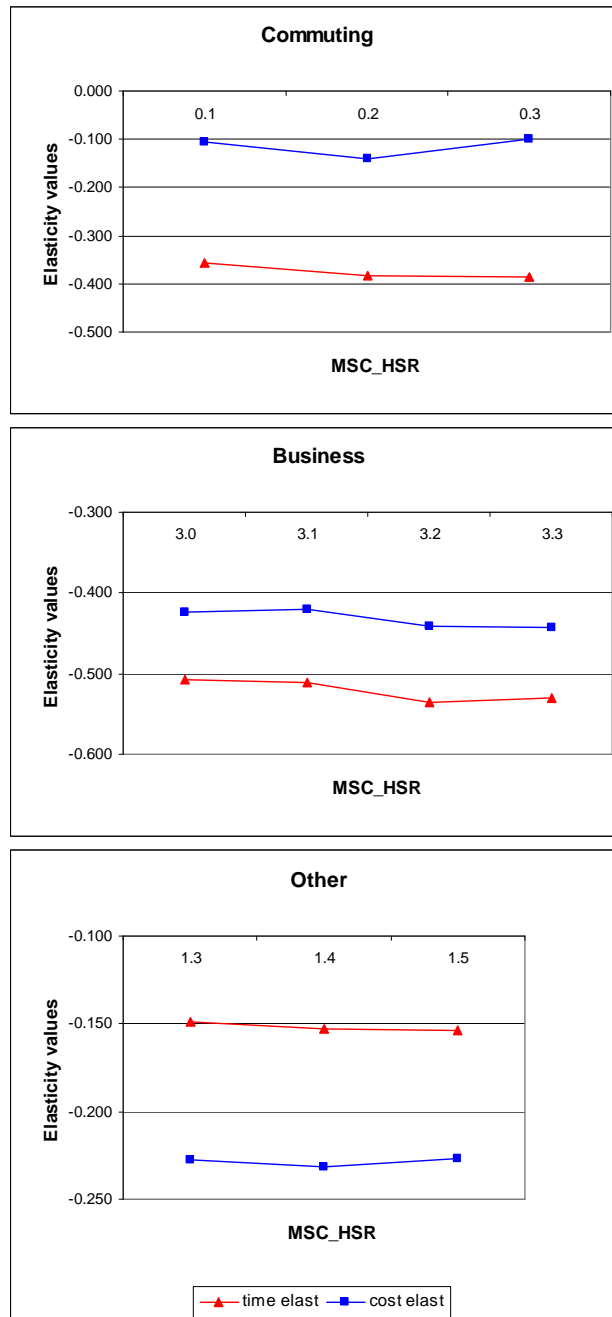 Commuting
0.000
0.1 0.2 0.3
-0.100
-0.200
-0.300
-0.400
-0.500
Elasticity values
MSC_HSR
Business
-0.300
3.0 3.1 3.2 3.3
-0.400
-0.500
-0.600
Elasticity values
MSC_HSR
Other
-0.100
1.3 1.4 1.5
-0.150
-0.200
-0.250
Elasticity values
MSC_HSR
time elast cost elast